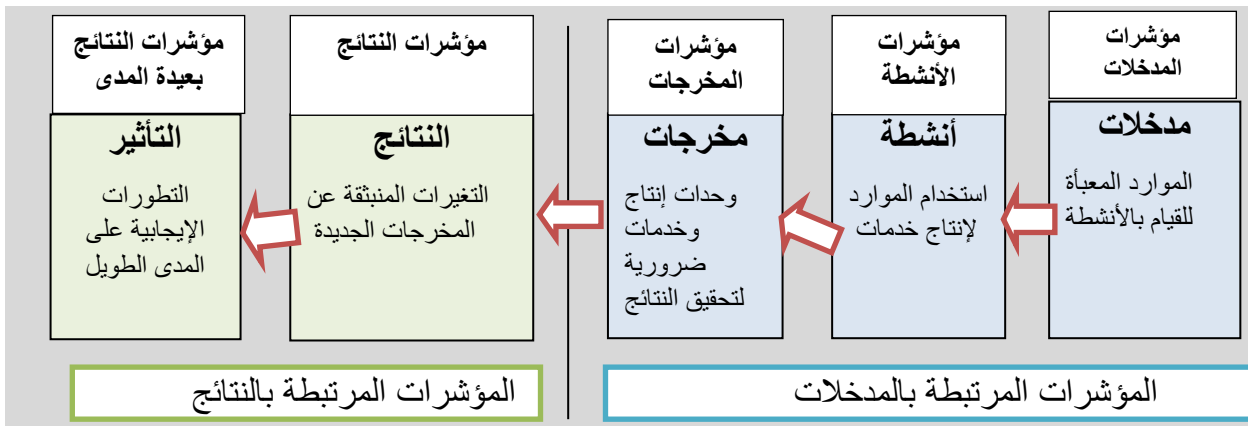 مؤشرات
المدخلات
مدخلات
الموارد المعبأة
للقيام بالأنشطة
مؤشرات
الأنشطة
أنشطة
استخدام الموارد
لإنتاج خدمات
مؤشرات
المخرجات
مخرجات
وحدات إنتاج
وخدمات
ضرورية
لتحقيق النتائج
مؤشرات النتائج
النتائج
التغيرات المنبثقة عن
المخرجات الجديدة
مؤشرات النتائج
بعيدة المدى
التأثير
التطورات
الإيجابية على
المدى الطويل
المؤشرات المرتبطة بالمدخلات
المؤشرات المرتبطة بالنتائج